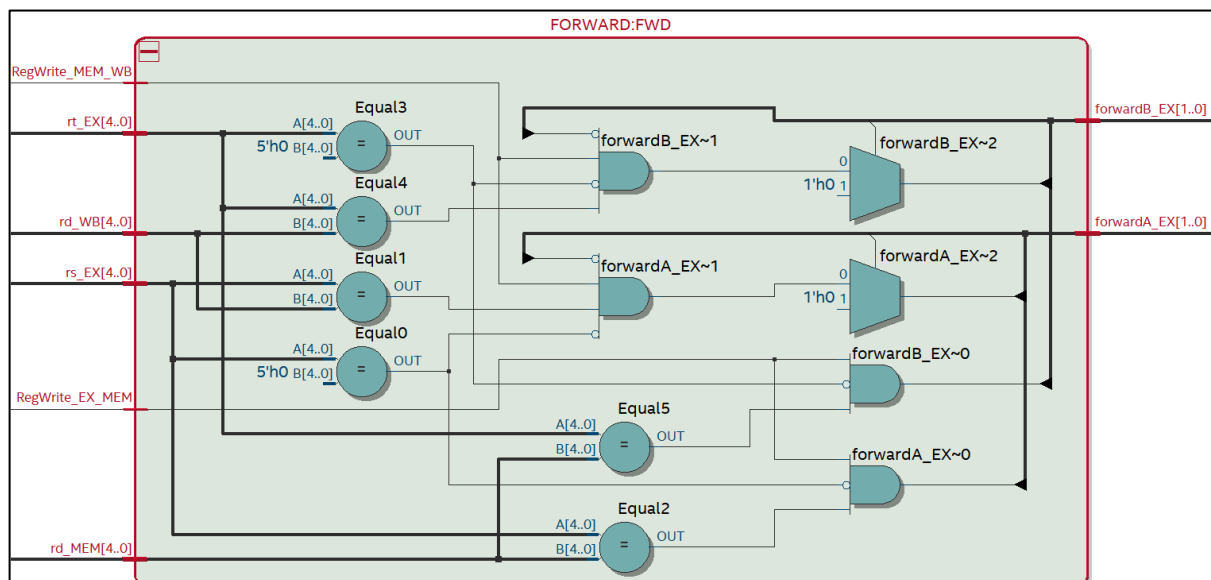 FORWARD:FWD
RegWrite_MEM_WB
rt_EX[4..0]
rd_WB[4..0]
rs_EX[4..0]
RegWrite_EX_MEM
rd_MEM[4..0]
Equal3
A[4..0]
5'h0 B[4..0]
OUT
=
Equal4
A[4..0]
B[4..0]
OUT
=
Equal1
A[4..0]
B[4..0]
OUT
=
Equal0
A[4..0]
5'h0 B[4..0]
OUT
=
Equal5
A[4..0]
B[4..0]
OUT
=
Equal2
A[4..0]
B[4..0]
OUT
=
forwardB_EX~1
forwardB_EX~2
0
1'h0 1
forwardA_EX~1
forwardA_EX~2
0
1'h0 1
forwardB_EX~0
forwardA_EX~0
forwardB_EX[1..0]
forwardA_EX[1..0]